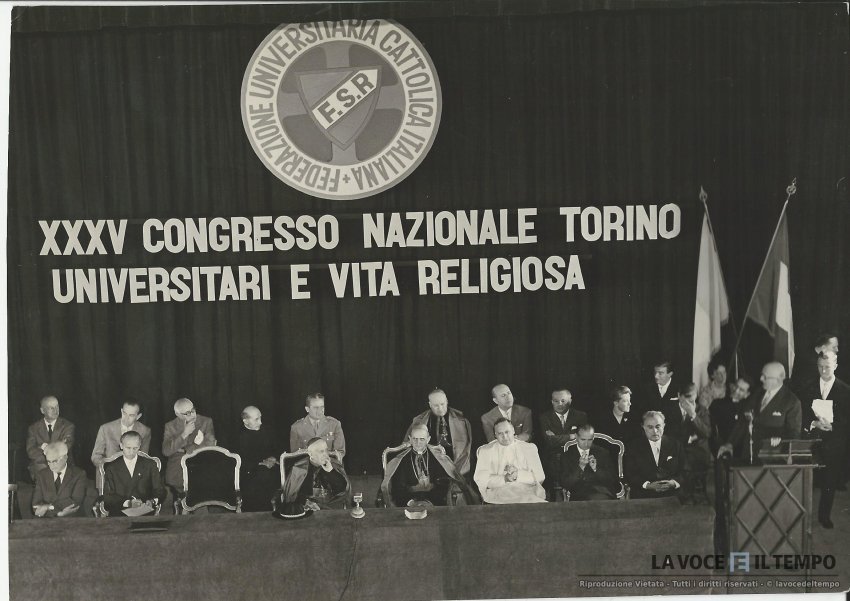 FEDERAZIONE UNIVERSITARIA CATTOLICA ITALIANA +
F.S.R
XXXV CONGRESSO NAZIONALE TORINO
UNIVERSITARI E VITA RELIGIOSA
LA VOCE E IL TEMPO
Riproduzione Vietata - Tutti i diritti riservati - © lavocedeltempo